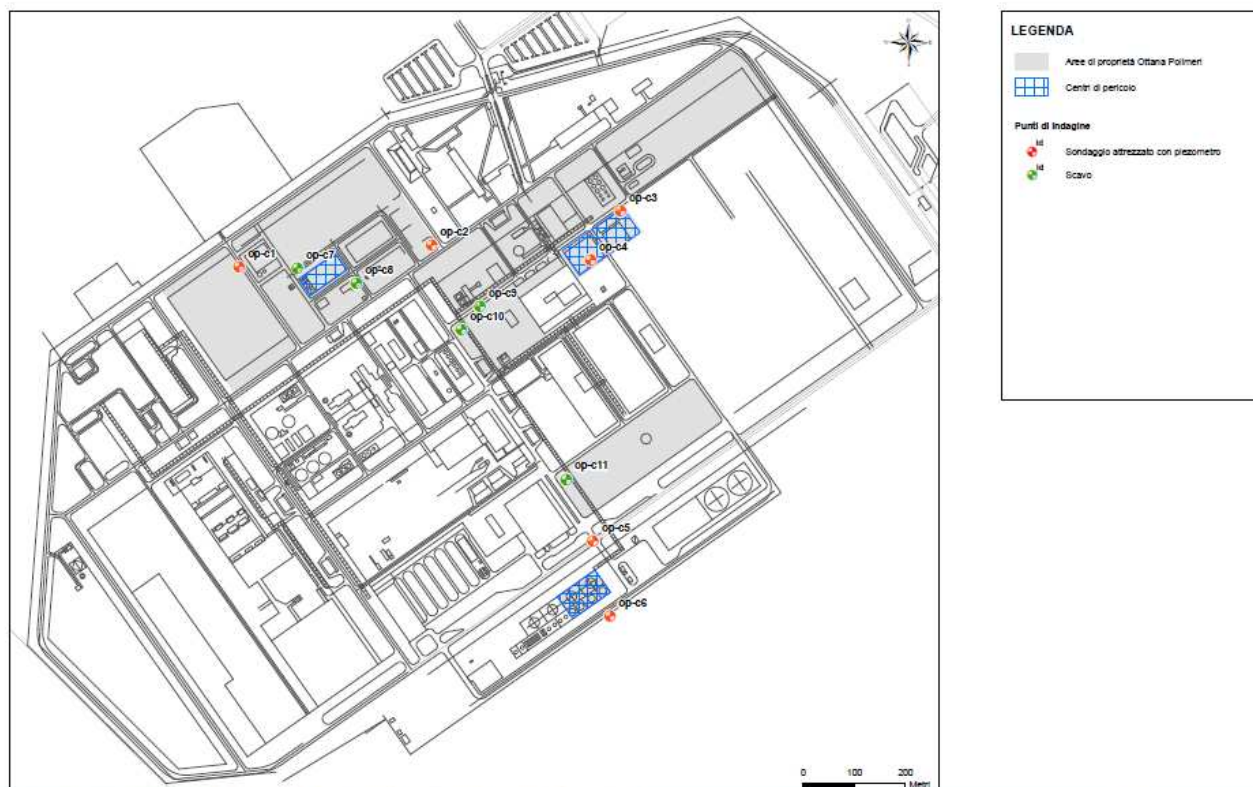 op-c3
op-c2
op-c4
op-c1
op-c7
op-c8
op-c9
op-c10
op-c11
op-c5
op-c6
0 100 200
Metri
LEGENDA
Aree di proprietà Ottana Polimeri
Centri di pericolo
Punti di Indagine
Id
Sondaggio attrezzato con piezometro
Id
Scavo